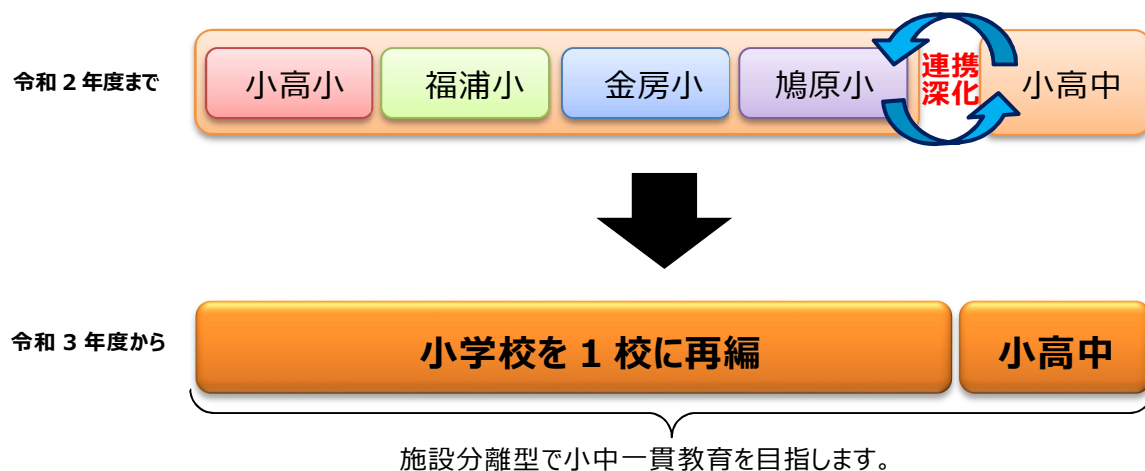 令和2年度まで
小高小
福浦小
金房小
鳩原小
連携
深化
小高中
令和3年度から
小学校を1校に再編
小高中
施設分離型で小中一貫教育を目指します。